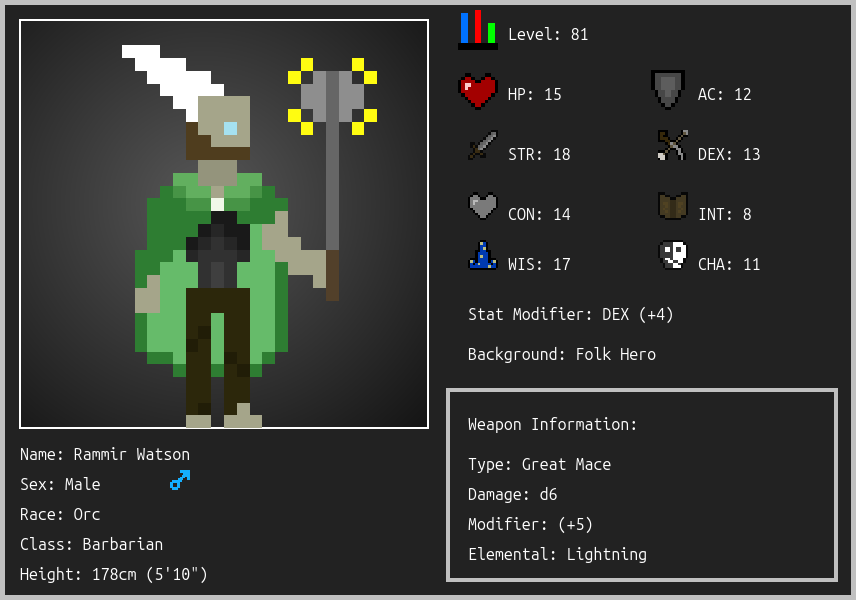 Level: 81
HP: 15
AC: 12
STR: 18
DEX: 13
CON: 14
INT: 8
WIS: 17
CHA: 11
Stat Modifier: DEX (+4)
Background: Folk Hero
Weapon Information:
Type: Great Mace
Damage: d6
Modifier: (+5)
Elemental: Lightning
Name: Rammir Watson
Sex: Male
Race: Orc
Class: Barbarian
Height: 178cm (5'10")